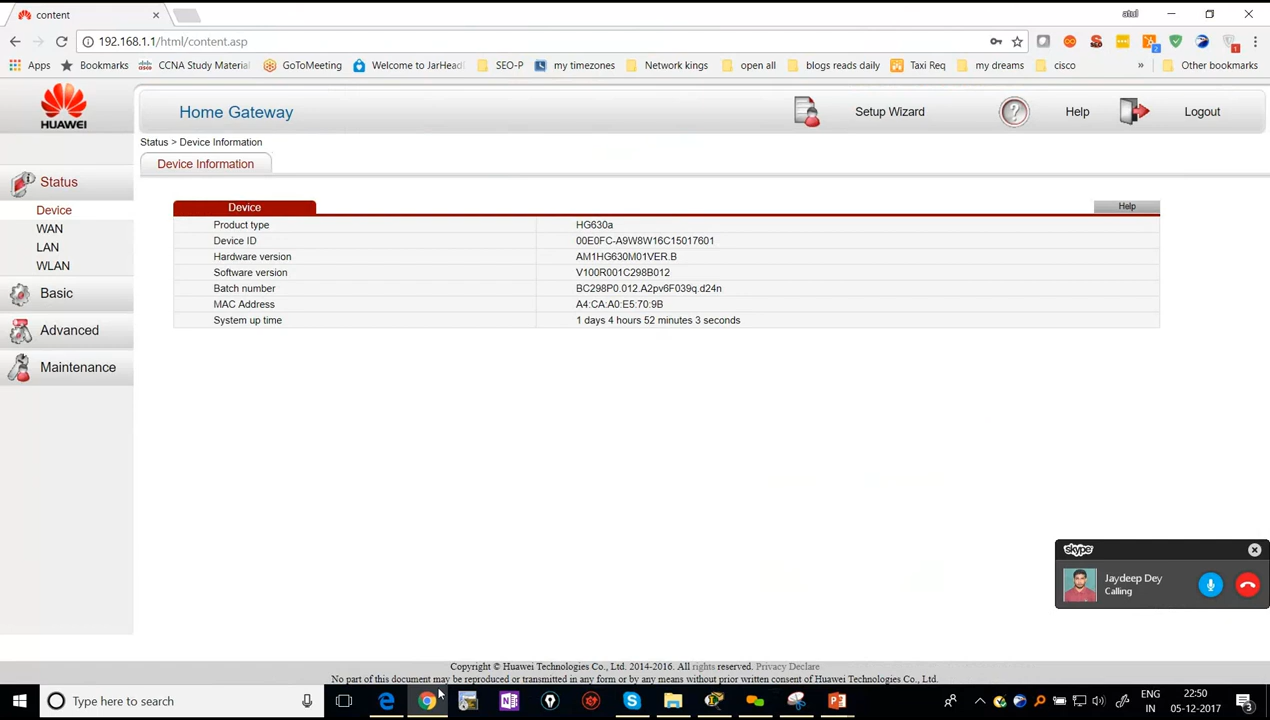 content
atul
192.168.1.1/html/content.asp
Apps
Bookmarks
CCNA Study Material
GoToMeeting
Welcome to JarHead
SEO-P
my timezones
Network kings
open all
blogs reads daily
Taxi Req
my dreams
cisco
»
Other bookmarks
HUAWEI
Home Gateway
Setup Wizard
Help
Logout
Status > Device Information
Device Information
Status
Device
WAN
LAN
WLAN
Basic
Advanced
Maintenance
Device
Help
Product type HG630a
Device ID 00E0FC-A9W8W16C15017601
Hardware version AM1HG630M01VER.B
Software version V100R001C298B012
Batch number BC298P0.012.A2pv6F039q.d24n
MAC Address A4:CA:A0:E5:70:9B
System up time 1 days 4 hours 52 minutes 3 seconds
skype
Jaydeep Dey
Calling
Copyright © Huawei Technologies Co., Ltd. 2014-2016. All rights reserved. Privacy Declare
No part of this document may be reproduced or transmitted in any form or by any means without prior written consent of Huawei Technologies Co., Ltd.
Type here to search
ENG
IN
22:50
05-12-2017
3